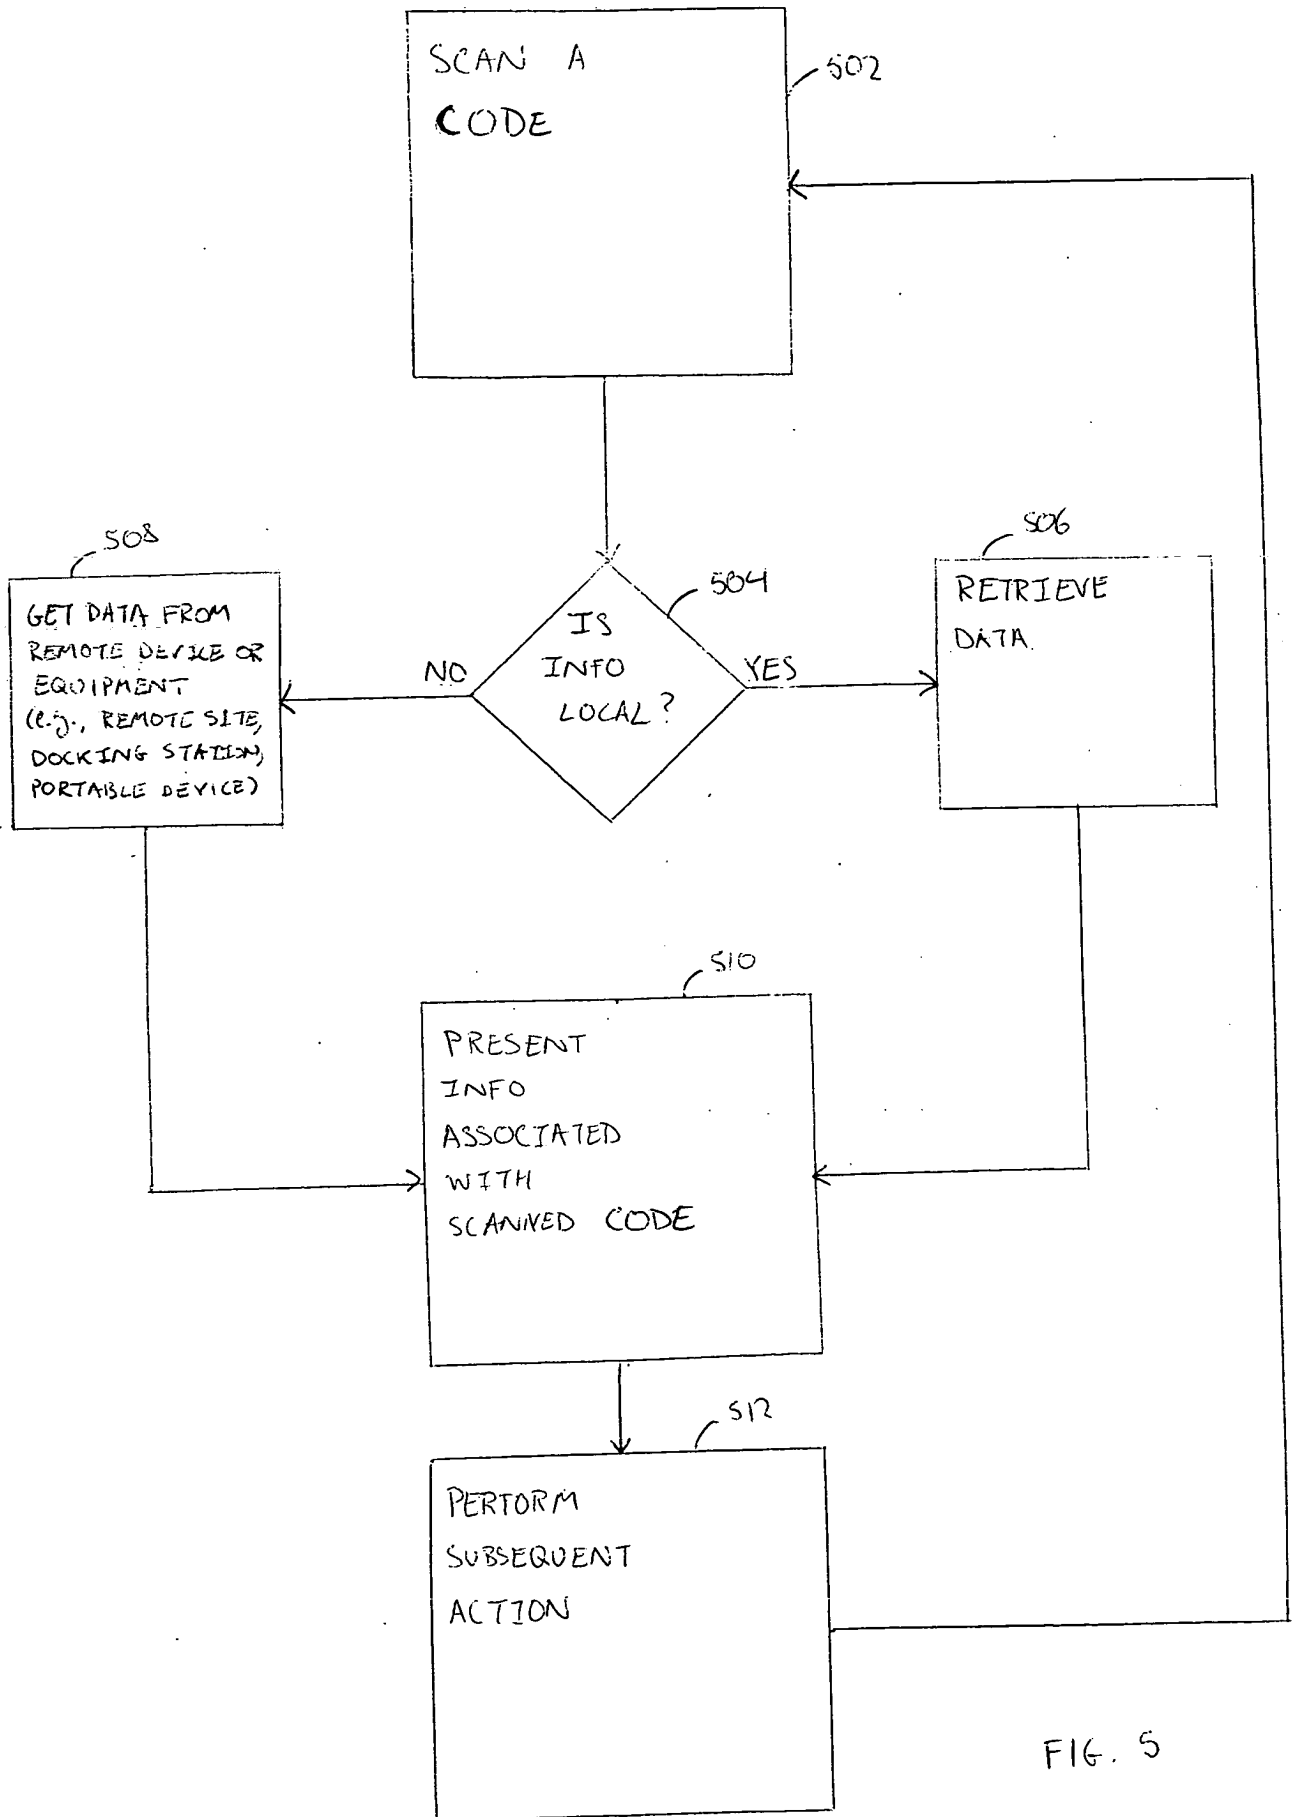 SCAN A
CODE
502
508
GET DATA FROM
REMOTE DEVICE OR
EQUIPMENT
(e.g., REMOTE SITE,
DOCKING STATION,
PORTABLE DEVICE)
504
IS
INFO
LOCAL?
NO
YES
506
RETRIEVE
DATA
510
PRESENT
INFO
ASSOCIATED
WITH
SCANNED CODE
512
PERFORM
SUBSEQUENT
ACTION
FIG. 5